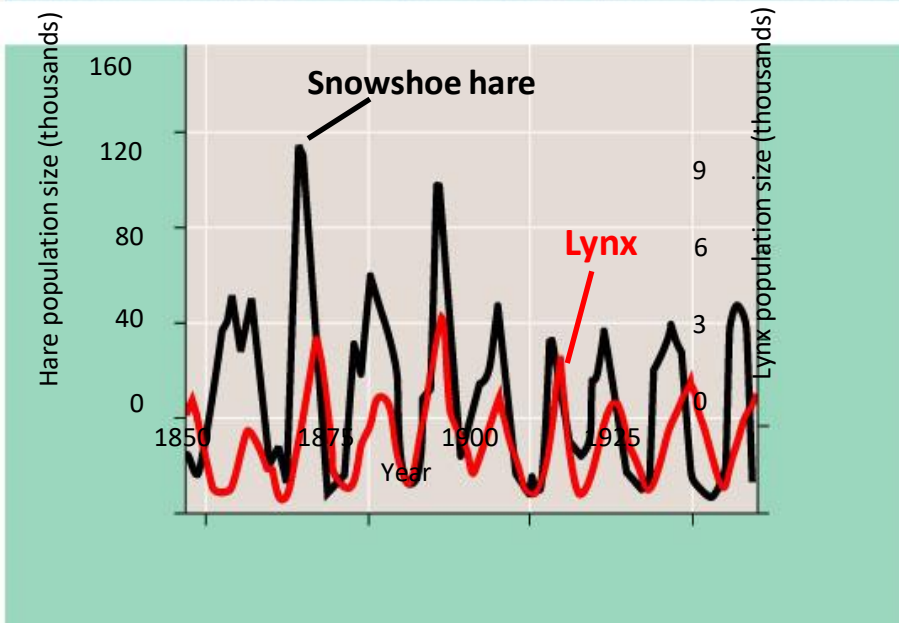 Hare population size (thousands)
160
120
80
40
0
Snowshoe hare
Lynx
9
6
3
0
Lynx population size (thousands)
1850
1875
1900
1925
Year